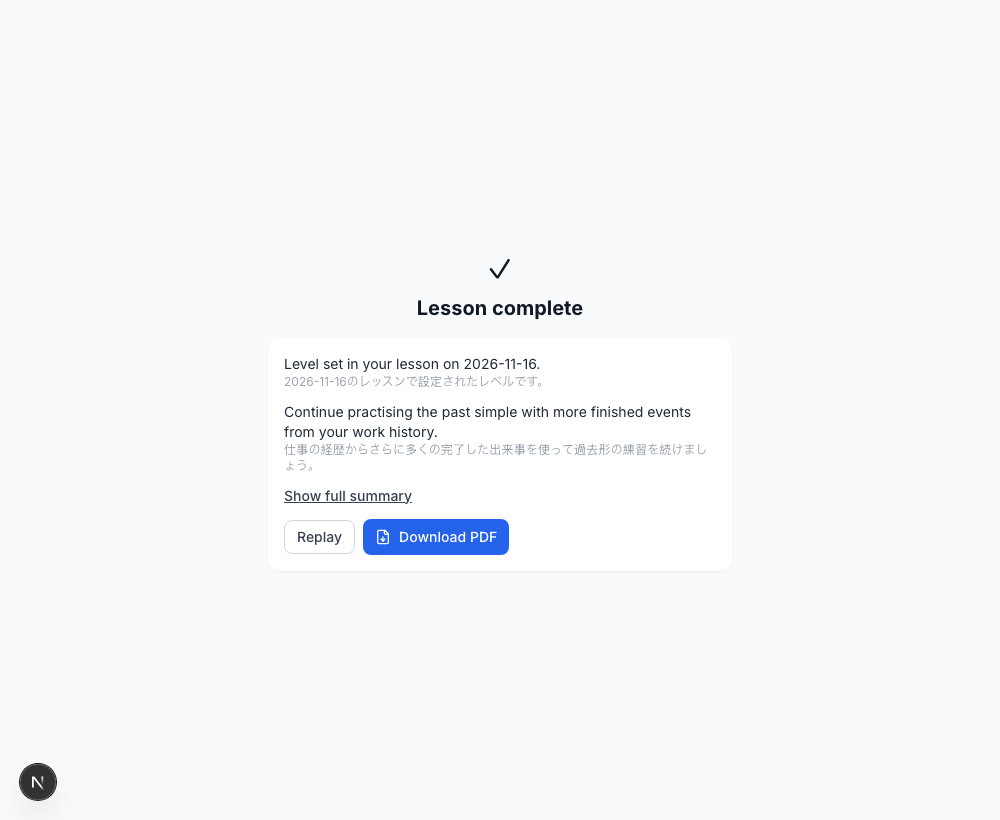 Lesson complete
Level set in your lesson on 2026-11-16.
2026-11-16のレッスンで設定されたレベルです。
Continue practising the past simple with more finished events
from your work history.
仕事の経歴からさらに多くの完了した出来事を使って過去形の練習を続けまし
ょう。
Show full summary
Replay
Download PDF
N